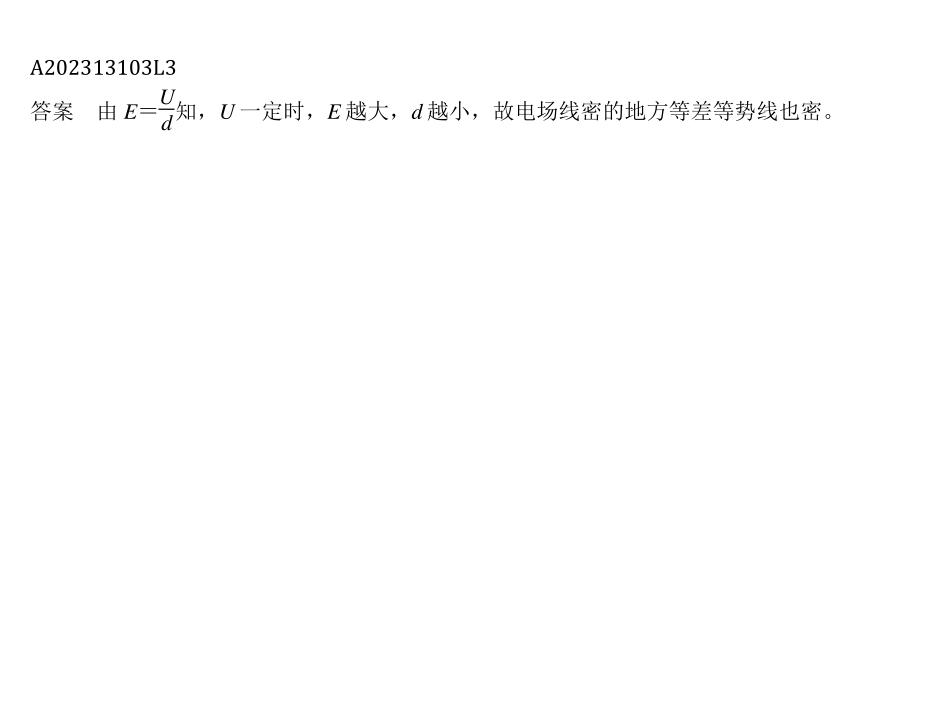 A202313103L3
答案　由 E=U/d知，U 一定时，E 越大，d 越小，故电场线密的地方等差等势线也密。